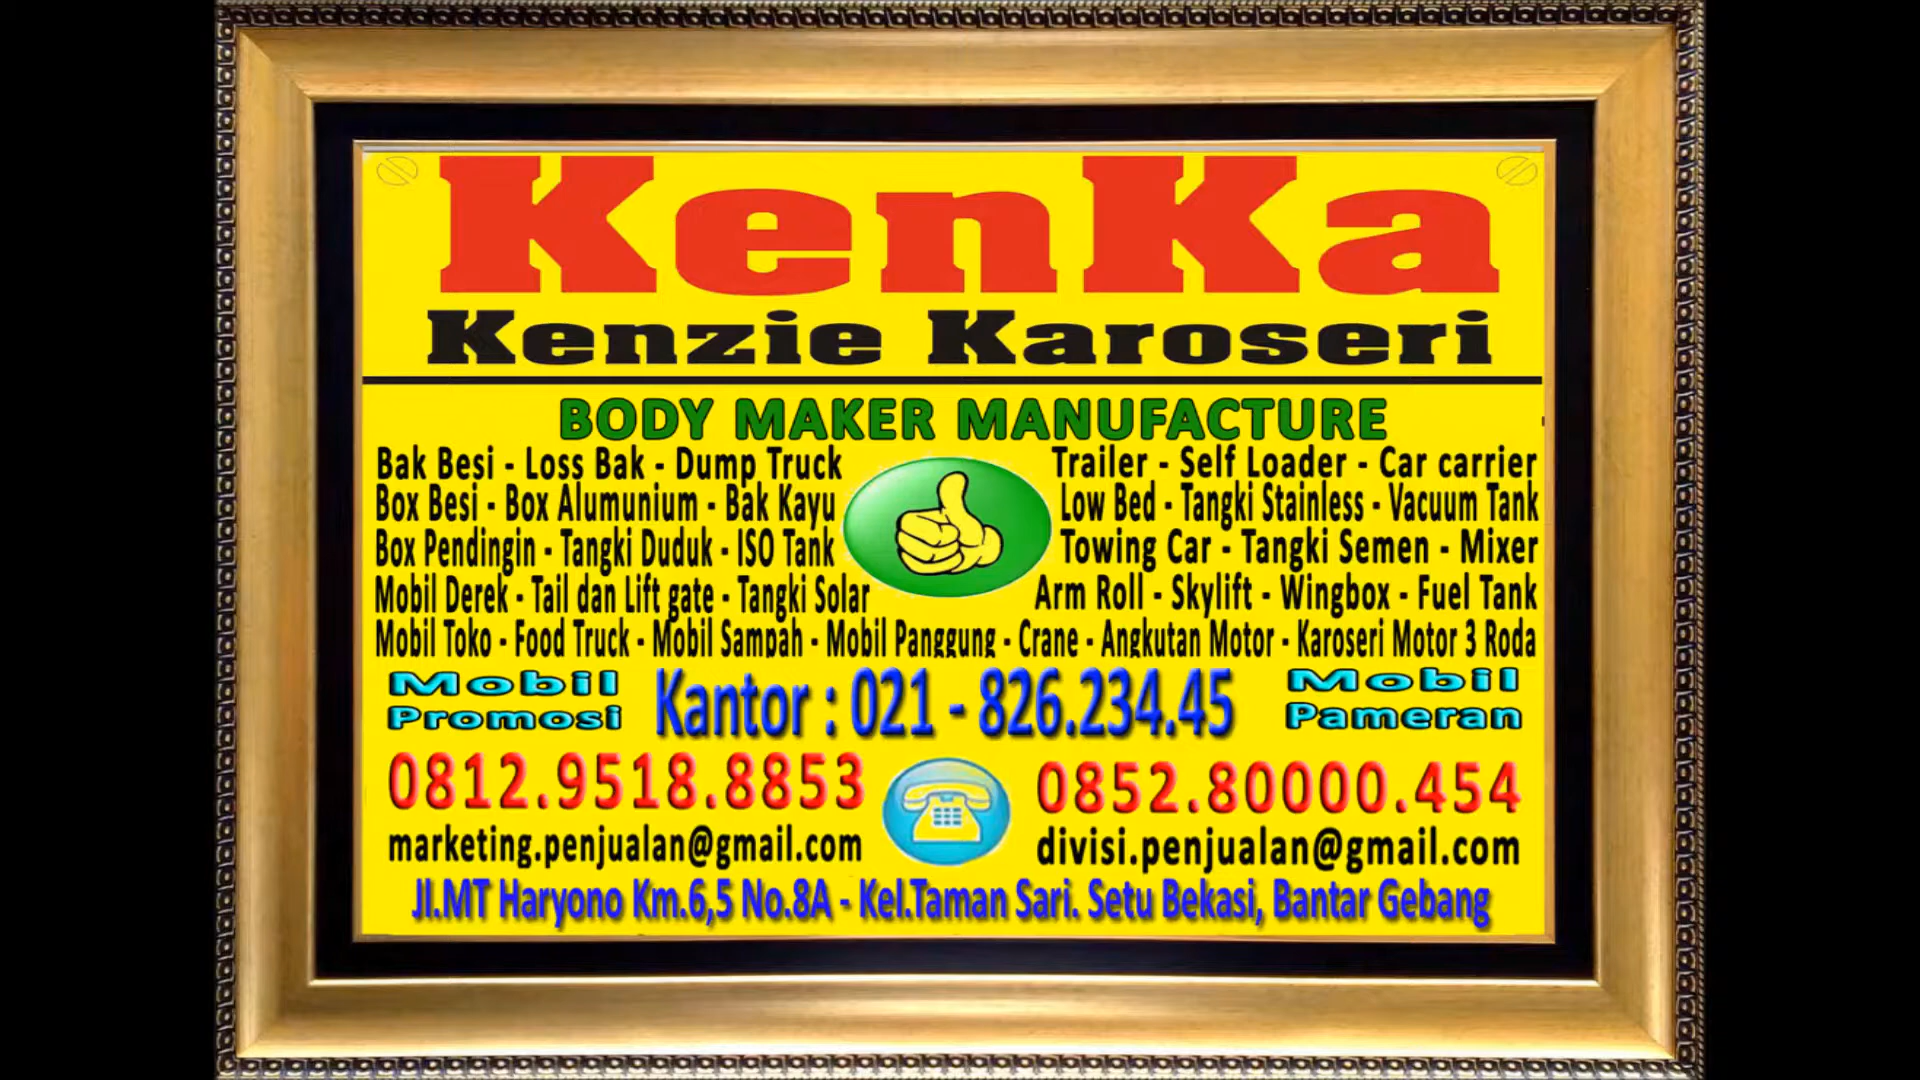 KenKa
Kenzie Karoseri
BODY MAKER MANUFACTURE
Bak Besi - Loss Bak - Dump Truck
Box Besi - Box Alumunium - Bak Kayu
Box Pendingin - Tangki Duduk - ISO Tank
Mobil Derek - Tail dan Lift gate - Tangki Solar
Trailer - Self Loader - Car carrier
Low Bed - Tangki Stainless - Vacuum Tank
Towing Car - Tangki Semen - Mixer
Arm Roll - Skylift - Wingbox - Fuel Tank
Mobil Toko - Food Truck - Mobil Sampah - Mobil Panggung - Crane - Angkutan Motor - Karoseri Motor 3 Roda
Mobil
Promosi
Kantor : 021 - 826.234.45
Mobil
Pameran
0812.9518.8853
0852.80000.454
marketing.penjualan@gmail.com
divisi.penjualan@gmail.com
Jl.MT Haryono Km.6,5 No.8A - Kel.Taman Sari. Setu Bekasi, Bantar Gebang